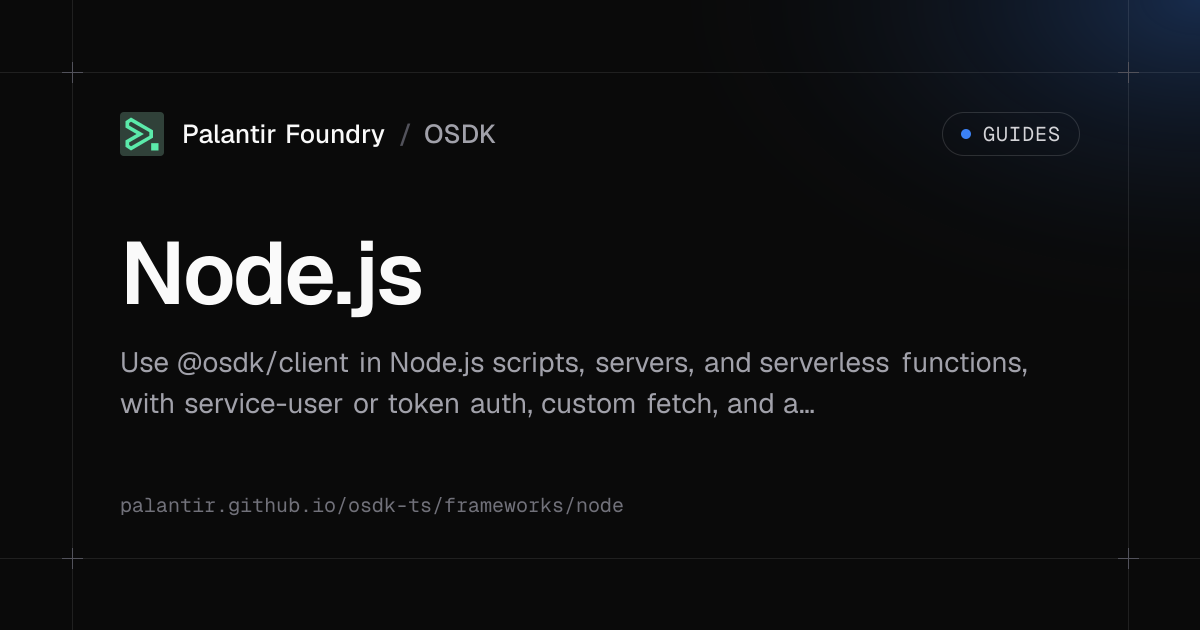 Palantir Foundry / OSDK
GUIDES
Node.js
Use @osdk/client in Node.js scripts, servers, and serverless functions,
with service-user or token auth, custom fetch, and a…
palantir.github.io/osdk-ts/frameworks/node